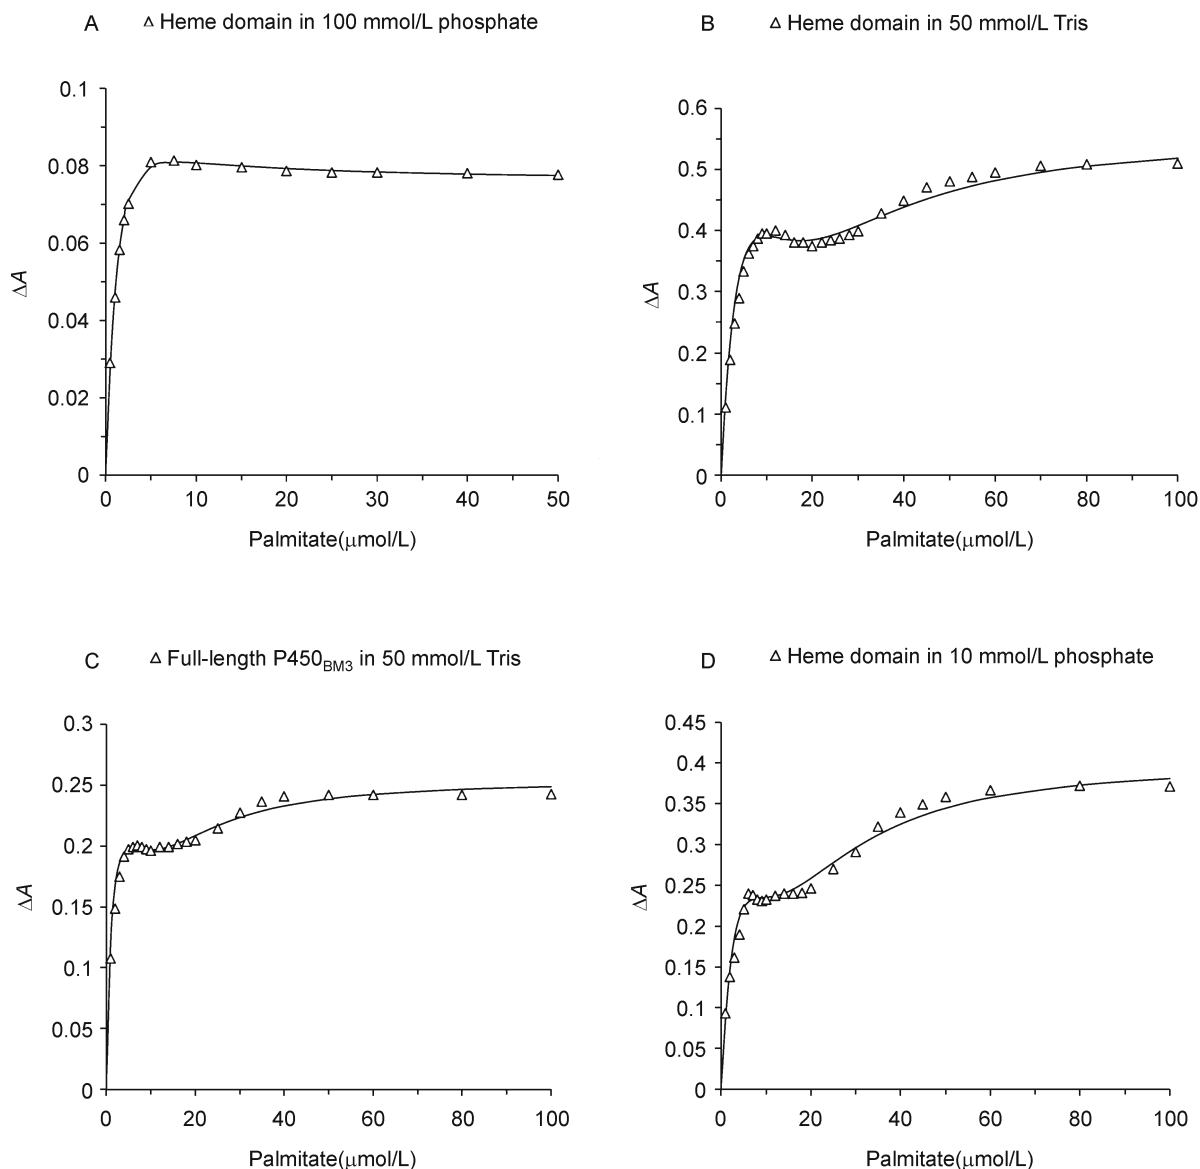 A △ Heme domain in 100 mmol/L phosphate
0.1
0.08
0.06
0.04
0.02
0
ΔA
0 10 20 30 40 50
Palmitate(μmol/L)
B △ Heme domain in 50 mmol/L Tris
0.6
0.5
0.4
0.3
0.2
0.1
0
ΔA
0 20 40 60 80 100
Palmitate(μmol/L)
C △ Full-length P450BM3 in 50 mmol/L Tris
0.3
0.25
0.2
0.15
0.1
0.05
0
ΔA
0 20 40 60 80 100
Palmitate(μmol/L)
D △ Heme domain in 10 mmol/L phosphate
0.45
0.4
0.35
0.3
0.25
0.2
0.15
0.1
0.05
0
ΔA
0 20 40 60 80 100
Palmitate(μmol/L)